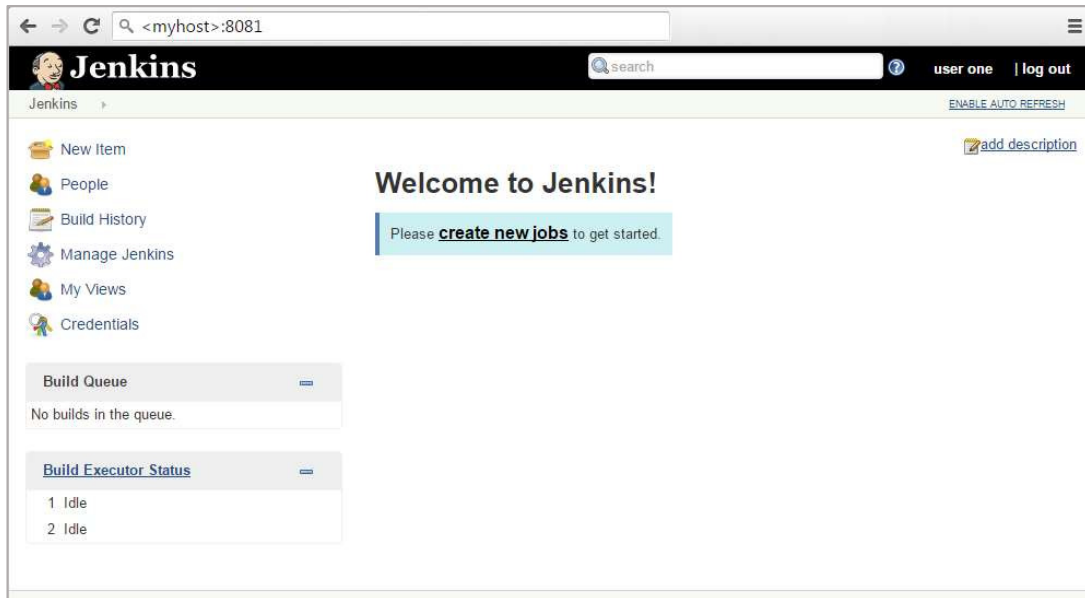 <myhost>:8081
Jenkins
search
user one | log out
Jenkins
ENABLE AUTO REFRESH
New Item
People
Build History
Manage Jenkins
My Views
Credentials
add description
Welcome to Jenkins!
Please create new jobs to get started.
Build Queue
No builds in the queue.
Build Executor Status
1 Idle
2 Idle